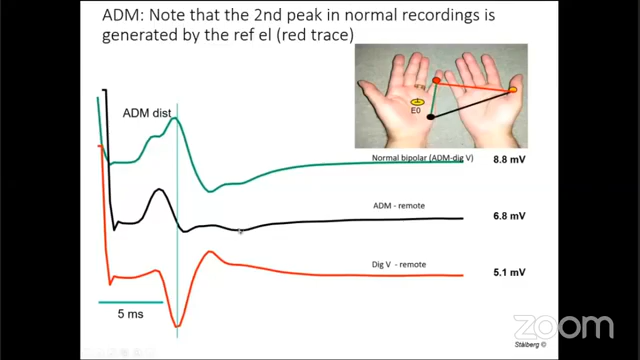 ADM: Note that the 2nd peak in normal recordings is
generated by the ref el (red trace)
ADM dist
E0
Normal bipolar (ADM-dig V)
8.8 mV
ADM - remote
6.8 mV
Dig V - remote
5.1 mV
5 ms
zoom
Stålberg ©